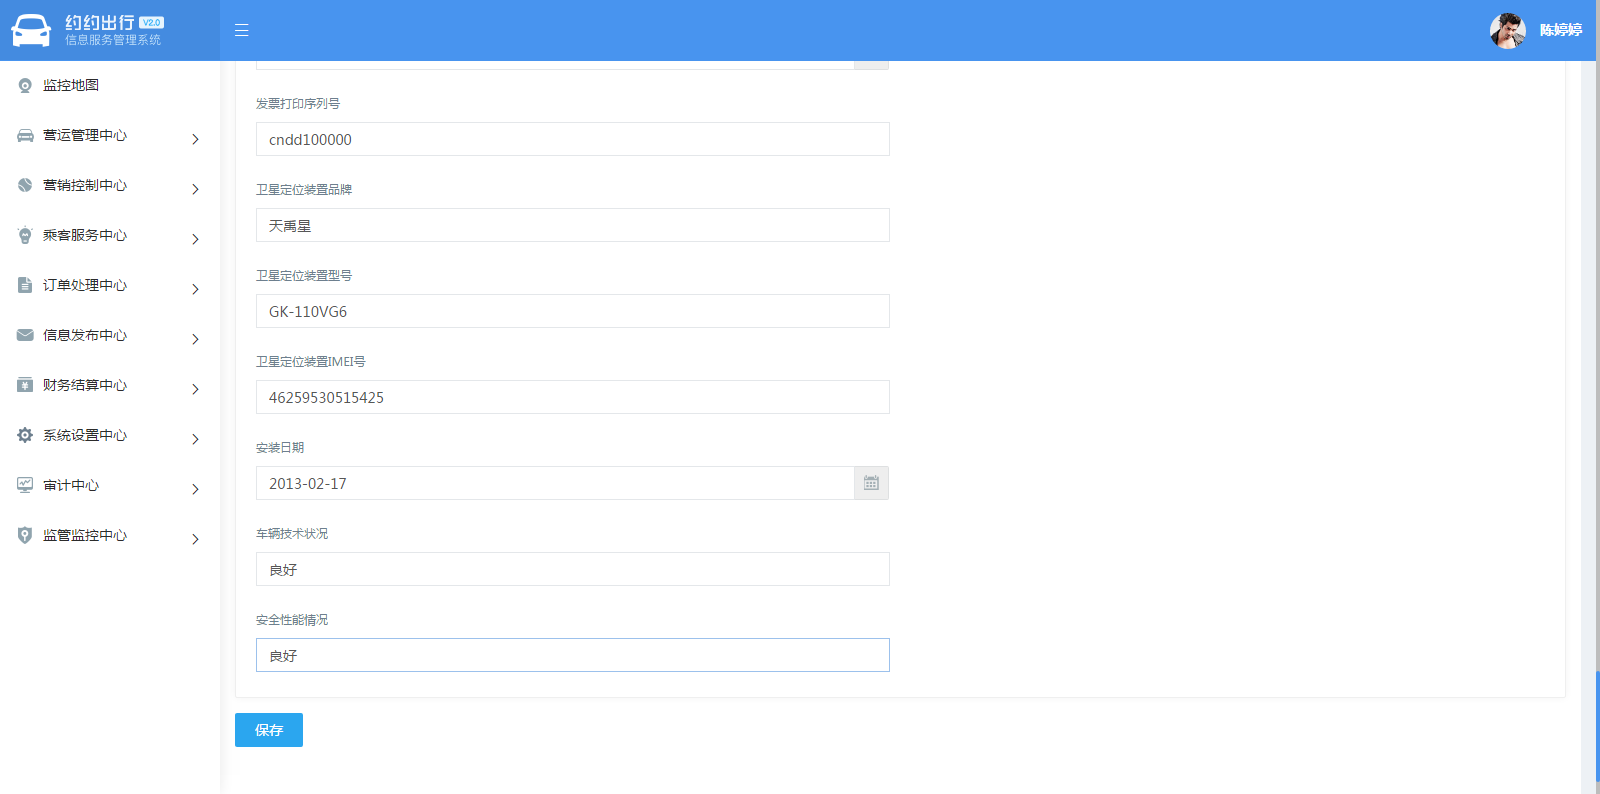 约约出行 V2.0
信息服务管理系统
陈婷婷
监控地图
营运管理中心
营销控制中心
乘客服务中心
订单处理中心
信息发布中心
财务结算中心
系统设置中心
审计中心
监管监控中心
发票打印序列号
cndd100000
卫星定位装置品牌
天禹星
卫星定位装置型号
GK-110VG6
卫星定位装置IMEI号
46259530515425
安装日期
2013-02-17
车辆技术状况
良好
安全性能情况
良好
保存